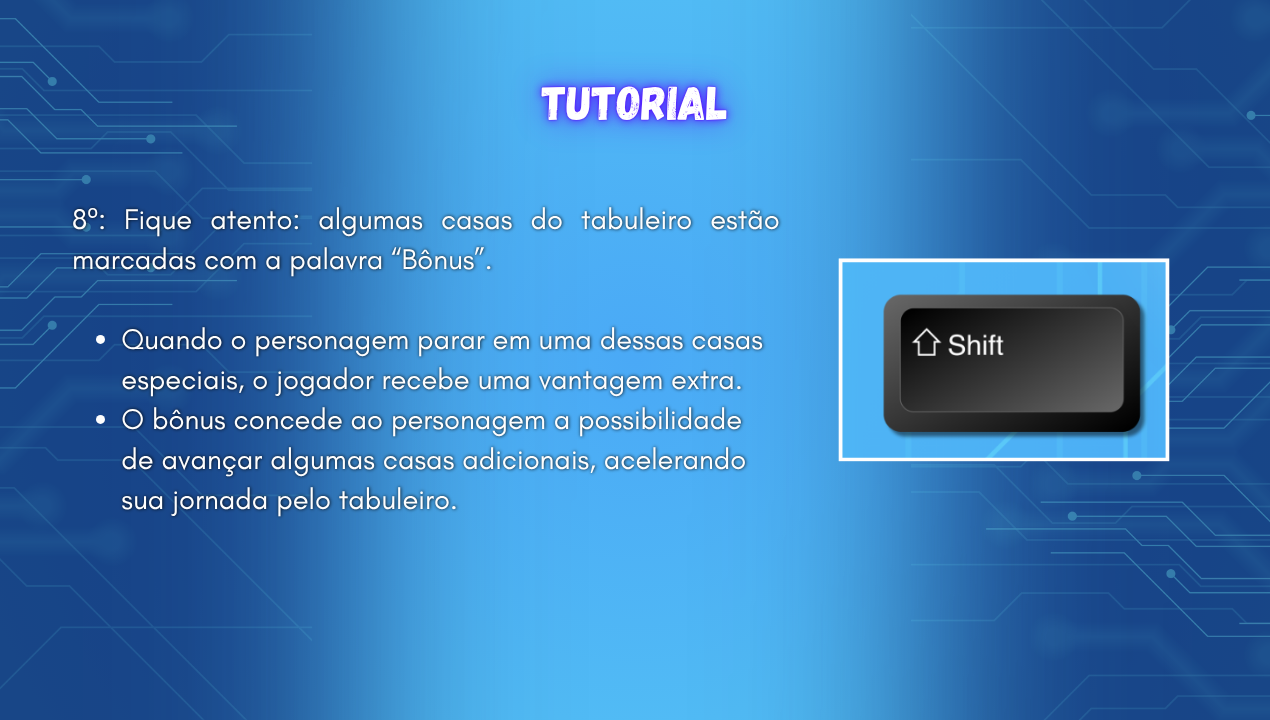 TUTORIAL
8º: Fique atento: algumas casas do tabuleiro estão
marcadas com a palavra “Bônus”.
• Quando o personagem parar em uma dessas casas
especiais, o jogador recebe uma vantagem extra.
• O bônus concede ao personagem a possibilidade
de avançar algumas casas adicionais, acelerando
sua jornada pelo tabuleiro.
Shift